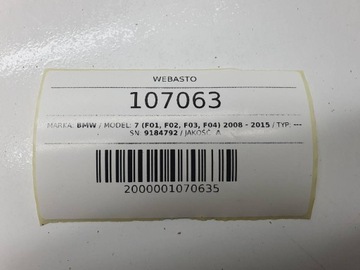 WEBASTO
107063
MARKA: BMW / MODEL: 7 (F01, F02, F03, F04) 2008 - 2015 / TYP: ---
SN: 9184792 / JAKOŚĆ: A
2000001070635